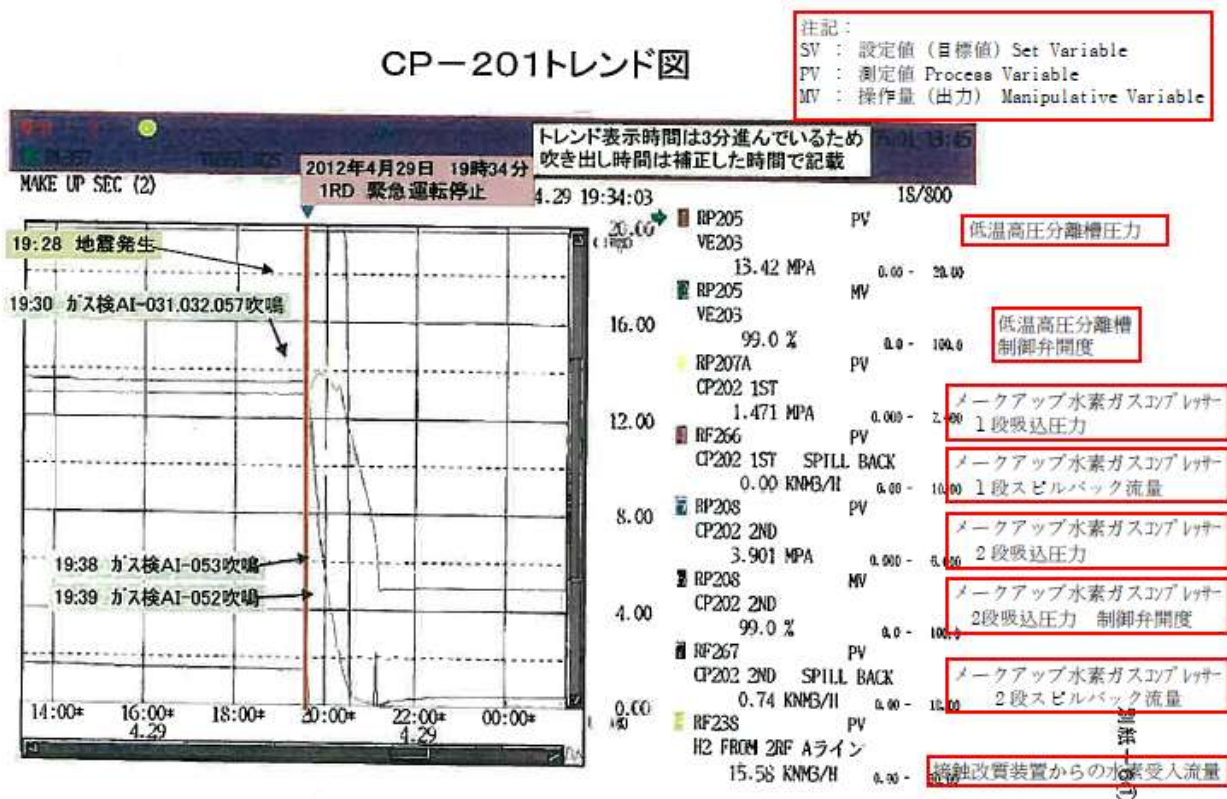 注記：
SV ： 設定値（目標値）Set Variable
PV ： 測定値 Process Variable
MV ： 操作量（出力） Manipulative Variable
CP－201トレンド図
トレンド表示時間は3分進んでいるため
吹き出し時間は補正した時間で記載
13:45
2012年4月29日 19時34分
1RD 緊急運転停止
MAKE UP SEC (2)
4.29 19:34:03
18/800
19:28 地震発生
19:30 ガス検AI-031.032.057吹鳴
19:38 ガス検AI-053吹鳴
19:39 ガス検AI-052吹鳴
20.00
16.00
12.00
8.00
4.00
0.00
14:00* 16:00* 18:00* 20:00* 22:00* 00:00*
4.29 4.29
RP205 PV
VE203
13.42 MPA 0.00 - 20.00
低温高圧分離槽圧力
RP205 MV
VE203
99.0 % 0.0 - 100.0
低温高圧分離槽
制御弁開度
RP207A PV
CP202 1ST
1.471 MPA 0.000 -
メークアップ水素ガスコンプレッサー
１段吸込圧力
RF266 PV
CP202 1ST SPILL BACK
0.00 KNM3/H 0.00 - 10.00
メークアップ水素ガスコンプレッサー
１段スピルバック流量
RP208 PV
CP202 2ND
3.901 MPA 0.000 -
メークアップ水素ガスコンプレッサー
２段吸込圧力
RP208 MV
CP202 2ND
99.0 % 0.0 - 100.0
メークアップ水素ガスコンプレッサー
2段吸込圧力 制御弁開度
RF267 PV
CP202 2ND SPILL BACK
0.74 KNM3/H 0.00 - 10.00
メークアップ水素ガスコンプレッサー
２段スピルバック流量
RF238 PV
H2 FROM 2RF Aライン
15.58 KNM3/H 0.00 -
接触改質装置からの水素受入流量
別紙－8(1)